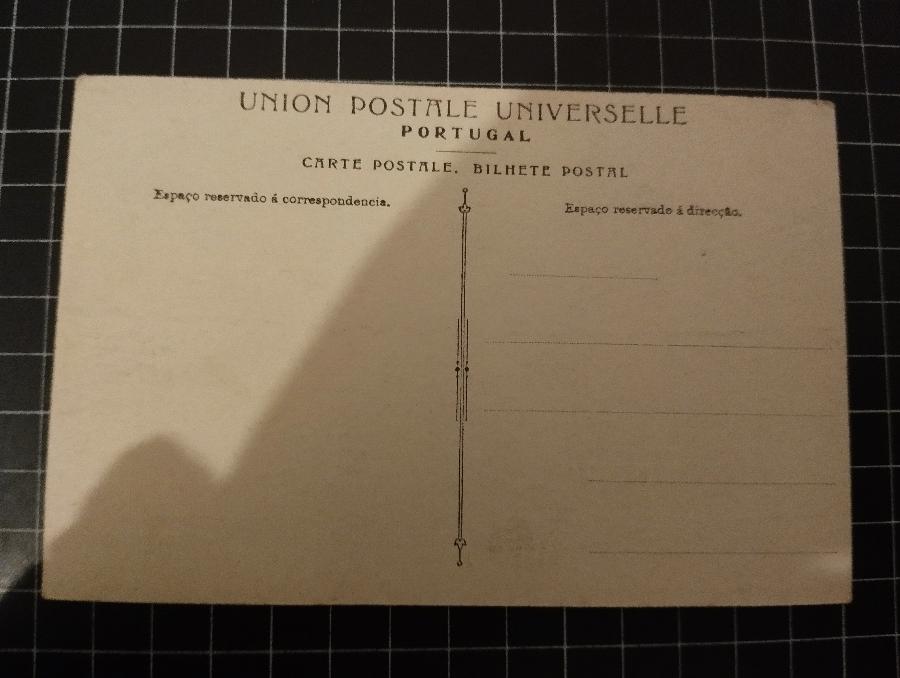 UNION POSTALE UNIVERSELLE
PORTUGAL
CARTE POSTALE. BILHETE POSTAL
Espaço reservado á correspondencia.
Espaço reservado á direcção.